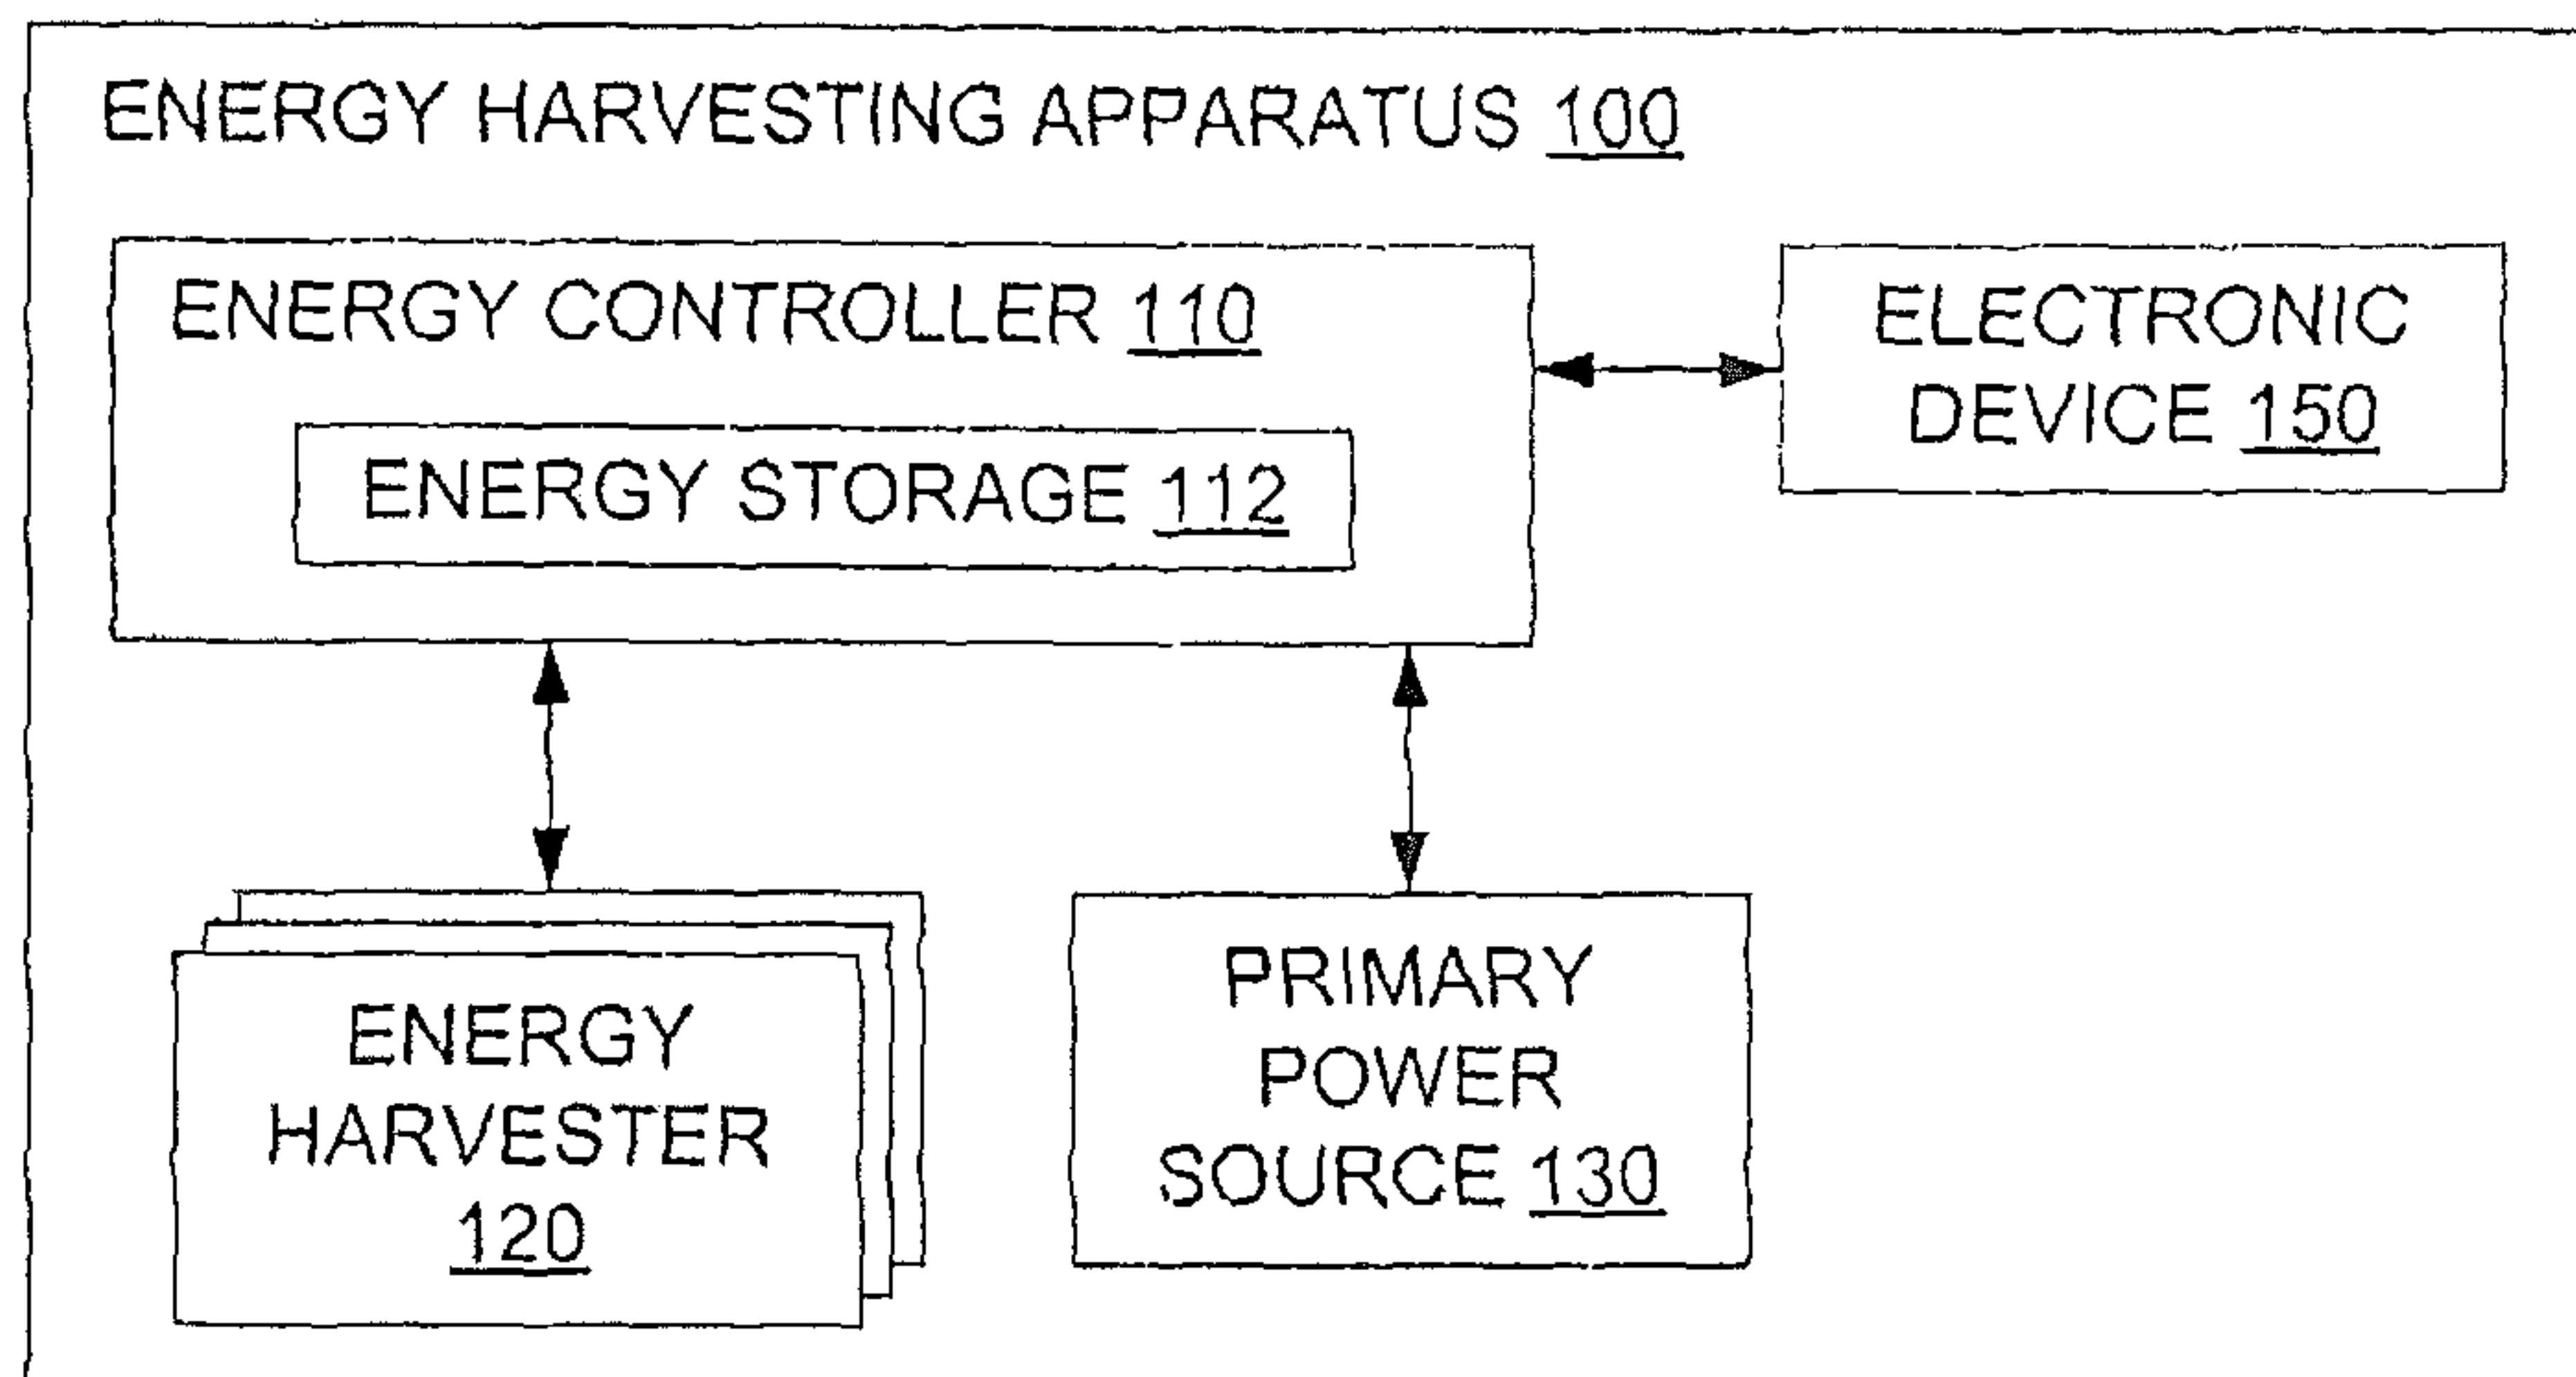 ENERGY HARVESTING APPARATUS 100
ENERGY CONTROLLER 110
ENERGY STORAGE 112
ELECTRONIC
DEVICE 150
ENERGY
HARVESTER
120
PRIMARY
POWER
SOURCE 130